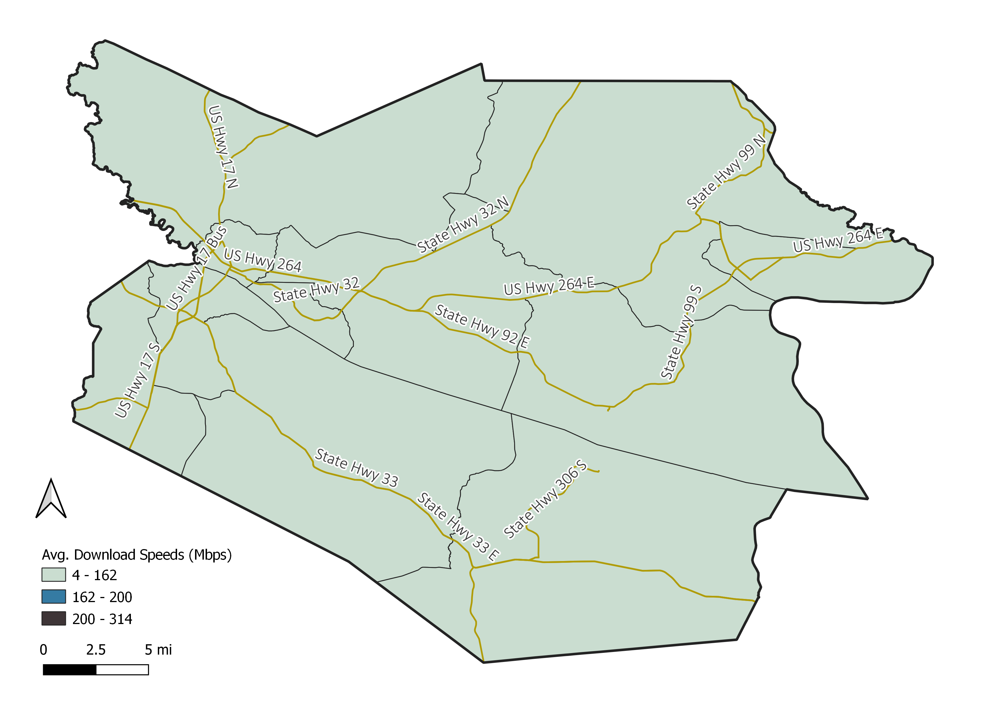 US Hwy 17 N
State Hwy 99 N
State Hwy 32 N
US Hwy 17 Bus
US Hwy 264
US Hwy 264 E
State Hwy 32
US Hwy 264 E
State Hwy 92 E
State Hwy 99 S
US Hwy 17 S
State Hwy 33
State Hwy 306 S
State Hwy 33 E
Avg. Download Speeds (Mbps)
4 - 162
162 - 200
200 - 314
0 2.5 5 mi